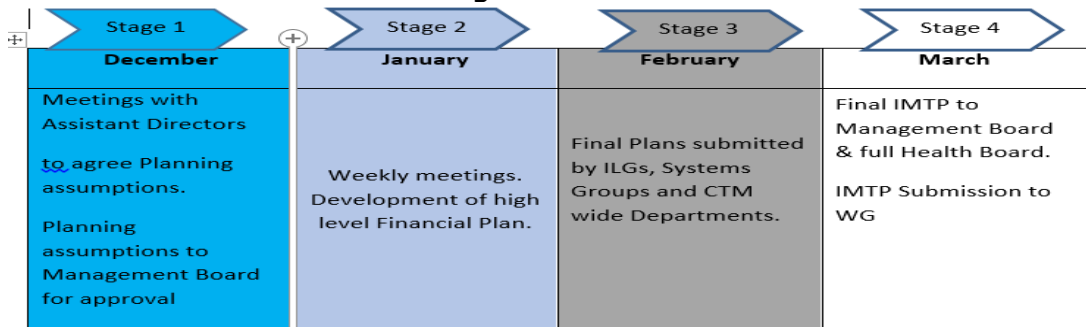 Stage 1
Stage 2
Stage 3
Stage 4
December
January
February
March
Meetings with
Assistant Directors
to agree Planning
assumptions.
Planning
assumptions to
Management Board
for approval
Weekly meetings.
Development of high
level Financial Plan.
Final Plans submitted
by ILGs, Systems
Groups and CTM
wide Departments.
Final IMTP to
Management Board
& full Health Board.
IMTP Submission to
WG